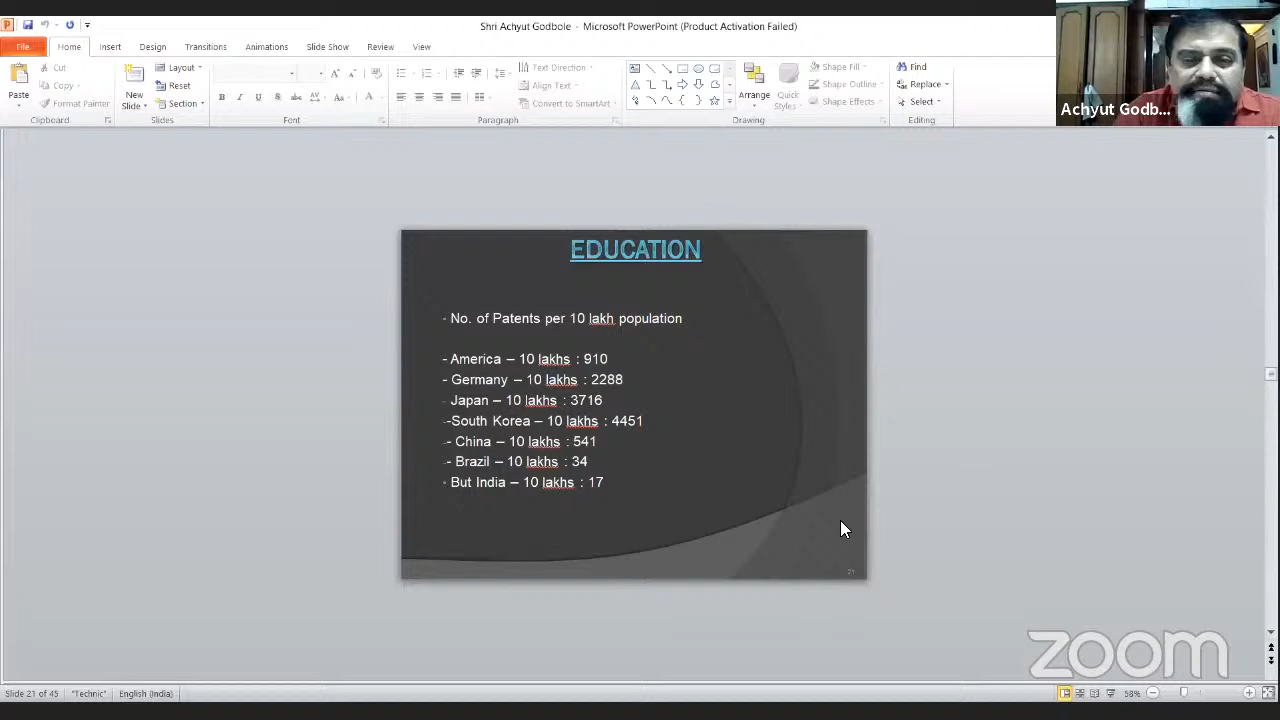 Shri Achyut Godbole - Microsoft PowerPoint (Product Activation Failed)
File Home Insert Design Transitions Animations Slide Show Review View
Paste
Cut
Copy
Format Painter
Clipboard
New Slide
Layout
Reset
Section
Slides
Font
Text Direction
Align Text
Convert to SmartArt
Paragraph
Arrange
Quick Styles
Shape Fill
Shape Outline
Shape Effects
Drawing
Find
Replace
Select
Editing
Achyut Godb...
EDUCATION
- No. of Patents per 10 lakh population
- America – 10 lakhs : 910
- Germany – 10 lakhs : 2288
- Japan – 10 lakhs : 3716
-South Korea – 10 lakhs : 4451
- China – 10 lakhs : 541
- Brazil – 10 lakhs : 34
- But India – 10 lakhs : 17
21
zoom
Slide 21 of 45 "Technic" English (India) 58%